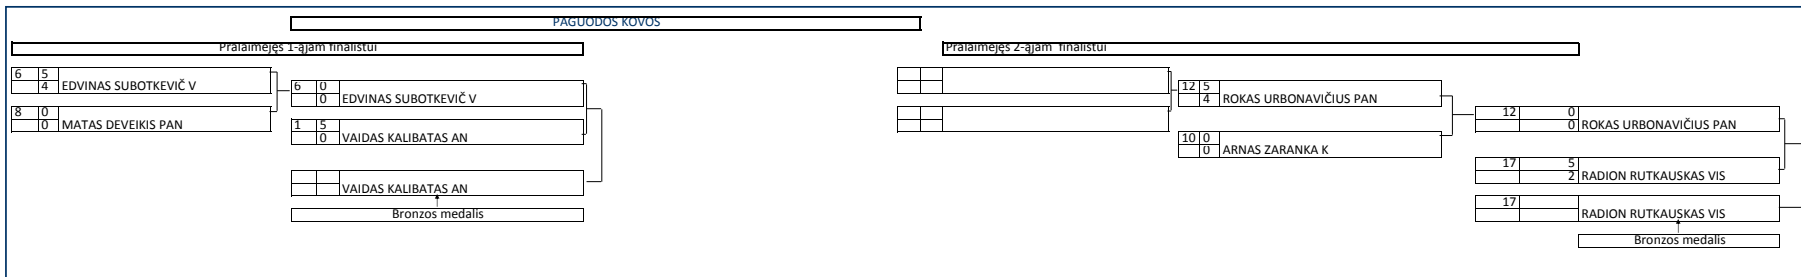 PAGUODOS KOVOS
Pralaimėjęs 1-ąjam finalistui
Pralaimėjęs 2-ąjam finalistui
6 5
4 EDVINAS SUBOTKEVIČ V
8 0
0 MATAS DEVEIKIS PAN
6 0
0 EDVINAS SUBOTKEVIČ V
1 5
0 VAIDAS KALIBATAS AN
VAIDAS KALIBATAS AN
Bronzos medalis
12 5
4 ROKAS URBONAVIČIUS PAN
10 0
0 ARNAS ZARANKA K
12 0
0 ROKAS URBONAVIČIUS PAN
17 5
2 RADION RUTKAUSKAS VIS
17
RADION RUTKAUSKAS VIS
Bronzos medalis